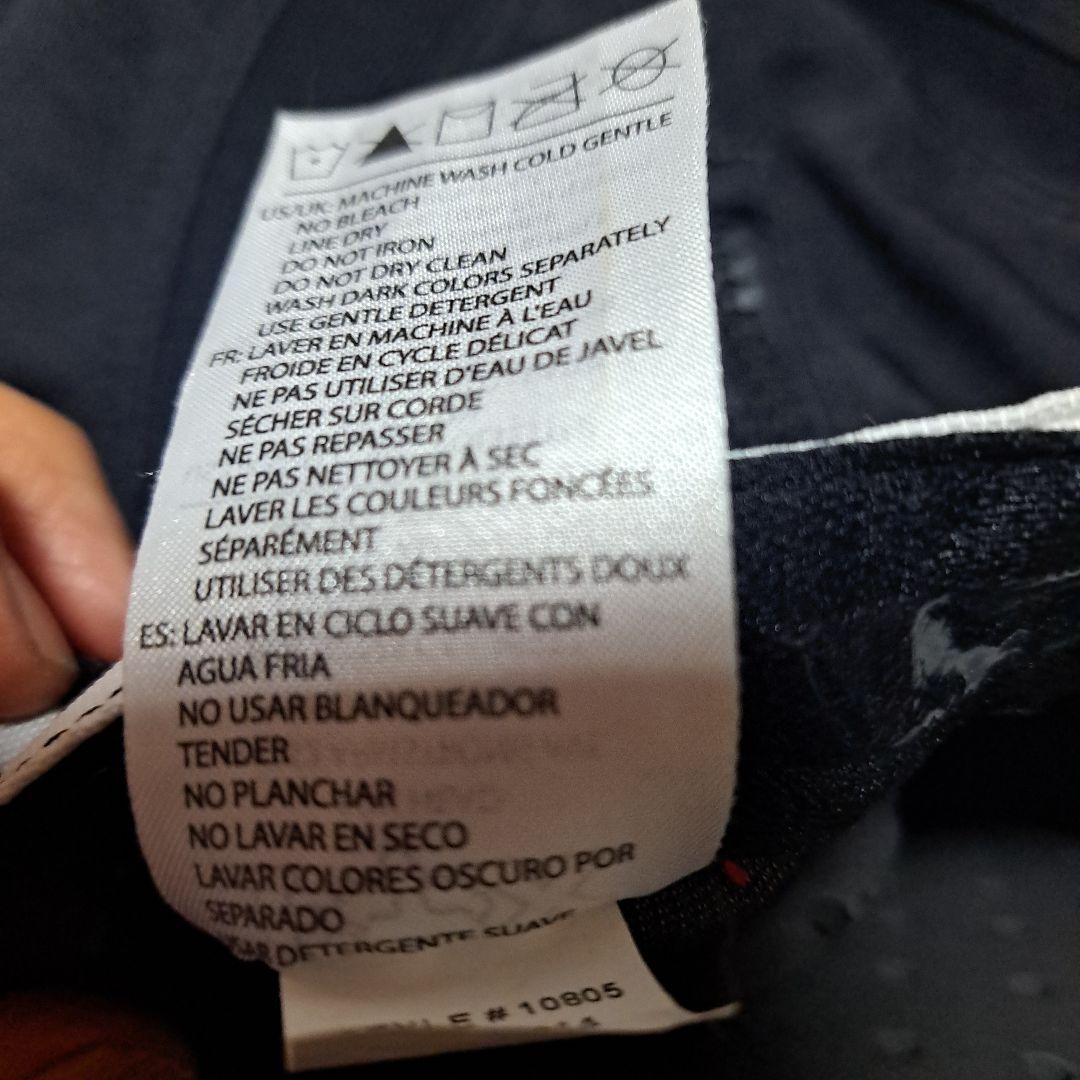 US/UK: MACHINE WASH COLD GENTLE
NO BLEACH
LINE DRY
DO NOT IRON
DO NOT DRY CLEAN
WASH DARK COLORS SEPARATELY
USE GENTLE DETERGENT
FR: LAVER EN MACHINE À L'EAU
FROIDE EN CYCLE DÉLICAT
NE PAS UTILISER D'EAU DE JAVEL
SÉCHER SUR CORDE
NE PAS REPASSER
NE PAS NETTOYER À SEC
LAVER LES COULEURS FONCÉES
SÉPARÉMENT
UTILISER DES DÉTERGENTS DOUX
ES: LAVAR EN CICLO SUAVE CON
AGUA FRIA
NO USAR BLANQUEADOR
TENDER
NO PLANCHAR
NO LAVAR EN SECO
LAVAR COLORES OSCURO POR
SEPARADO
DETERGENTE SUAVE
# 10805